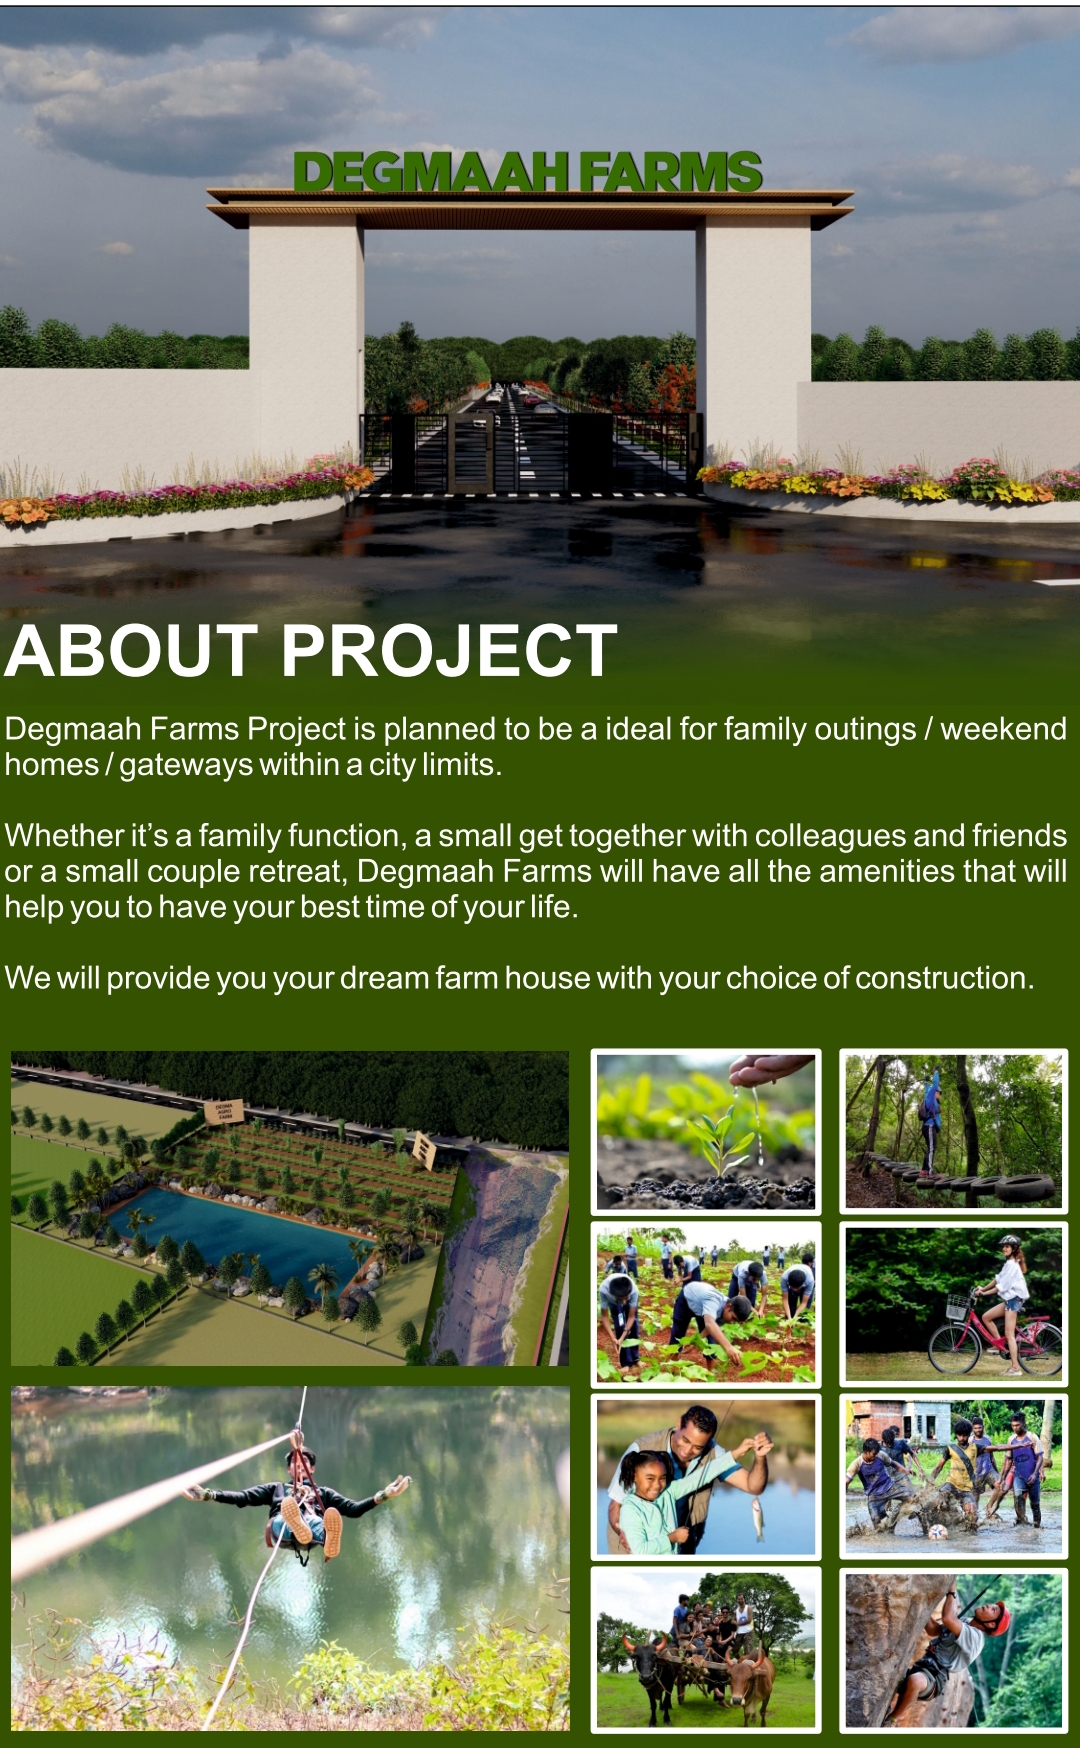 DEGMAAH FARMS
ABOUT PROJECT
Degmaah Farms Project is planned to be a ideal for family outings / weekend
homes / gateways within a city limits.
Whether it’s a family function, a small get together with colleagues and friends
or a small couple retreat, Degmaah Farms will have all the amenities that will
help you to have your best time of your life.
We will provide you your dream farm house with your choice of construction.
DEGMA
AGRO
FARM